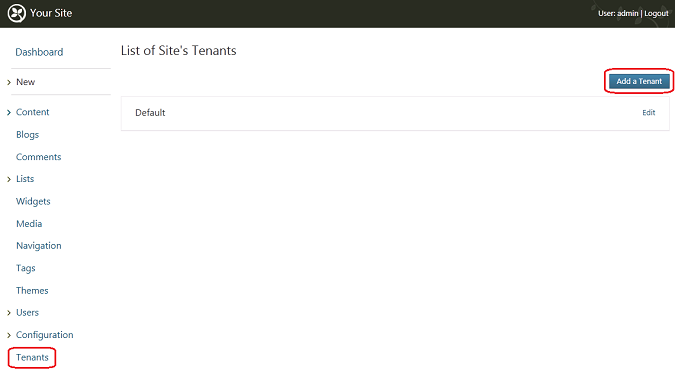 Your Site
User: admin | Logout
Dashboard
New
Content
Blogs
Comments
Lists
Widgets
Media
Navigation
Tags
Themes
Users
Configuration
Tenants
List of Site's Tenants
Add a Tenant
Default
Edit